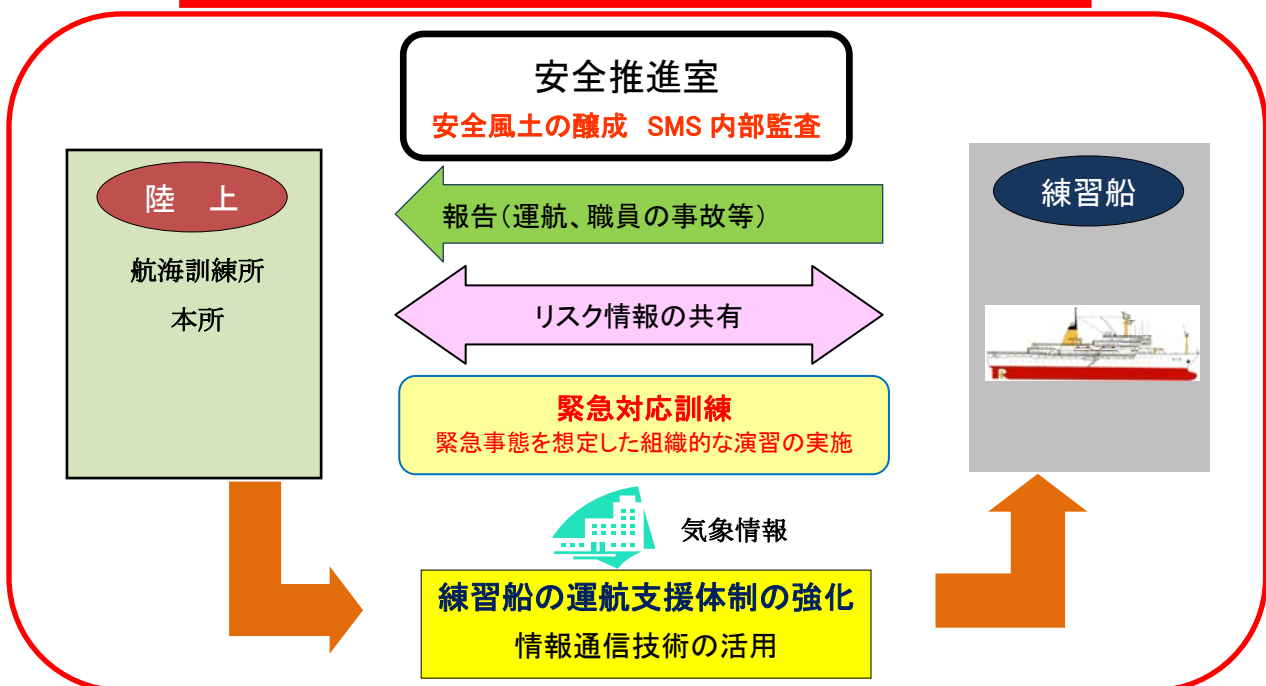 安全推進室
安全風土の醸成 SMS 内部監査
陸 上
航海訓練所
本所
報告(運航、職員の事故等)
リスク情報の共有
練習船
緊急対応訓練
緊急事態を想定した組織的な演習の実施
気象情報
練習船の運航支援体制の強化
情報通信技術の活用